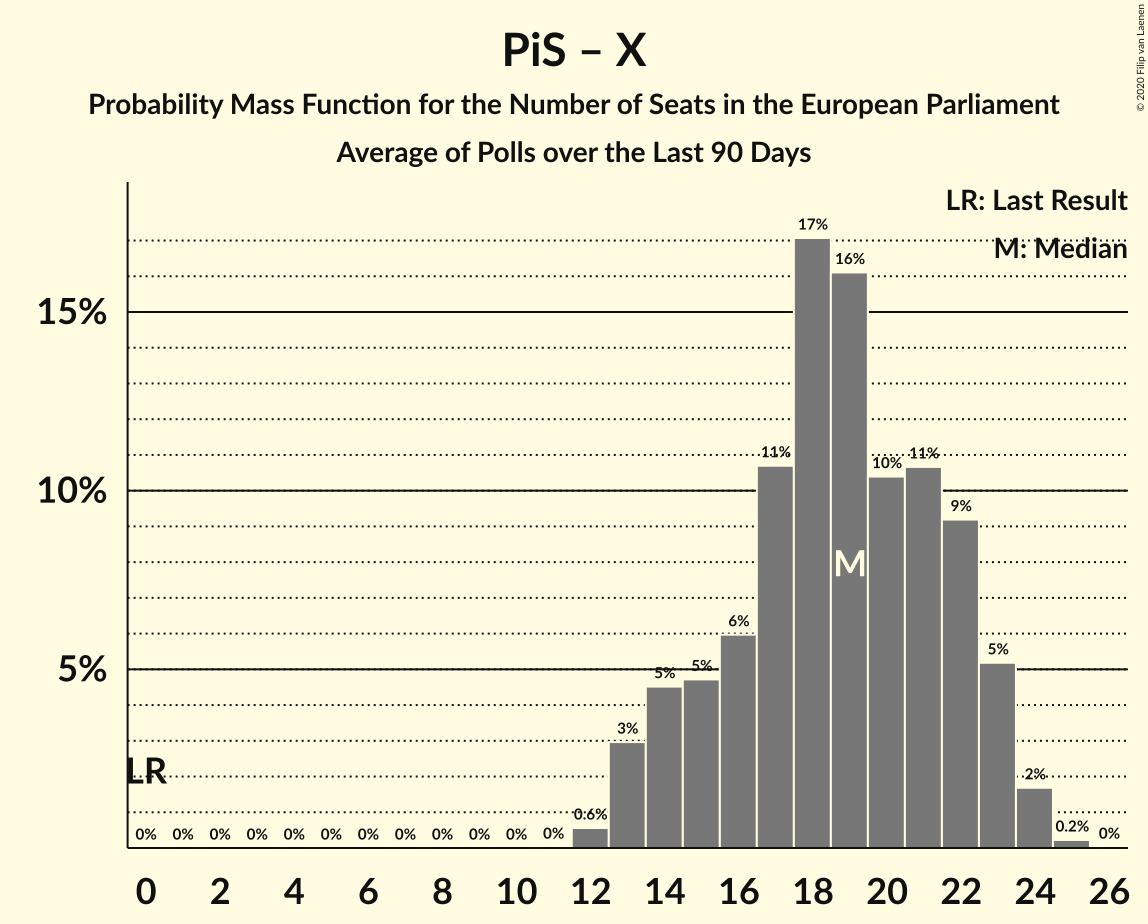 PiS – X
Probability Mass Function for the Number of Seats in the European Parliament
Average of Polls over the Last 90 Days
© 2020 Filip van Laenen
LR: Last Result
M: Median
15%
10%
5%
17%
16%
11%
10%
11%
9%
6%
5%
5%
5%
3%
2%
0.6%
0.2%
0% 0% 0% 0% 0% 0% 0% 0% 0% 0% 0% 0% 0%
M
LR
0 2 4 6 8 10 12 14 16 18 20 22 24 26